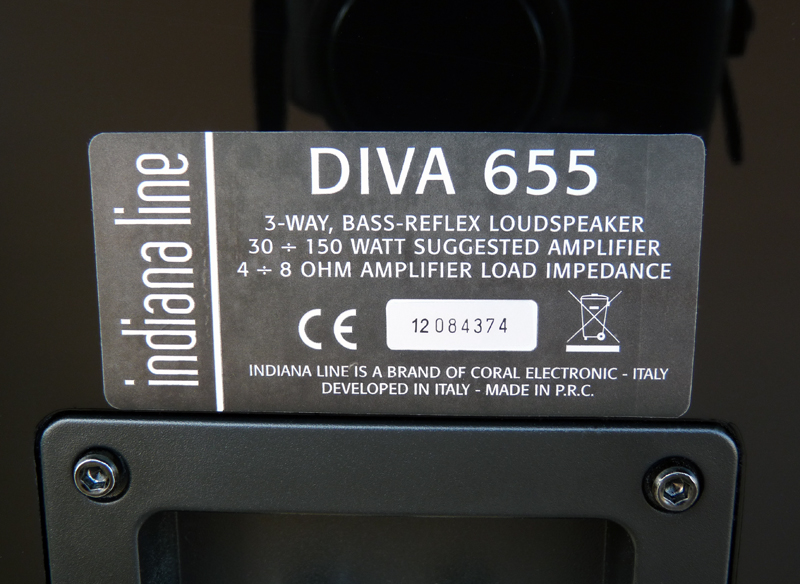 indiana line
DIVA 655
3-WAY, BASS-REFLEX LOUDSPEAKER
30 ÷ 150 WATT SUGGESTED AMPLIFIER
4 ÷ 8 OHM AMPLIFIER LOAD IMPEDANCE
CE
12084374
INDIANA LINE IS A BRAND OF CORAL ELECTRONIC - ITALY
DEVELOPED IN ITALY - MADE IN P.R.C.